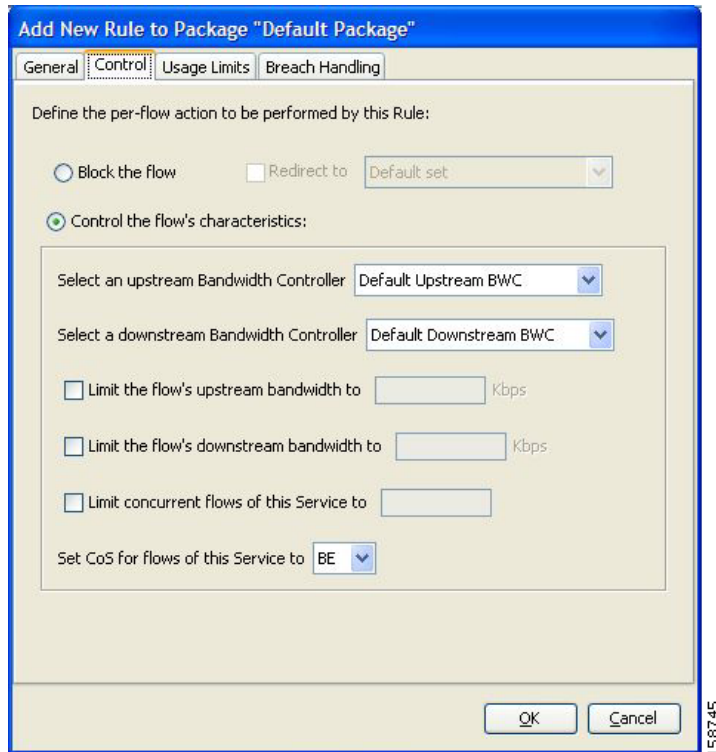 Add New Rule to Package "Default Package"
General Control Usage Limits Breach Handling
Define the per-flow action to be performed by this Rule:
Block the flow Redirect to Default set
Control the flow's characteristics:
Select an upstream Bandwidth Controller Default Upstream BWC
Select a downstream Bandwidth Controller Default Downstream BWC
Limit the flow's upstream bandwidth to Kbps
Limit the flow's downstream bandwidth to Kbps
Limit concurrent flows of this Service to
Set CoS for flows of this Service to BE
OK Cancel
58745